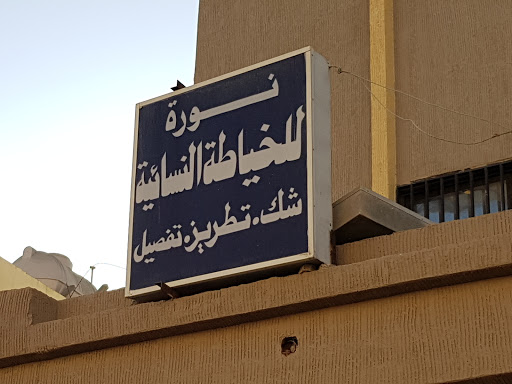 نورة
للخياطة النسائية
شك. تطريز. تفصيل